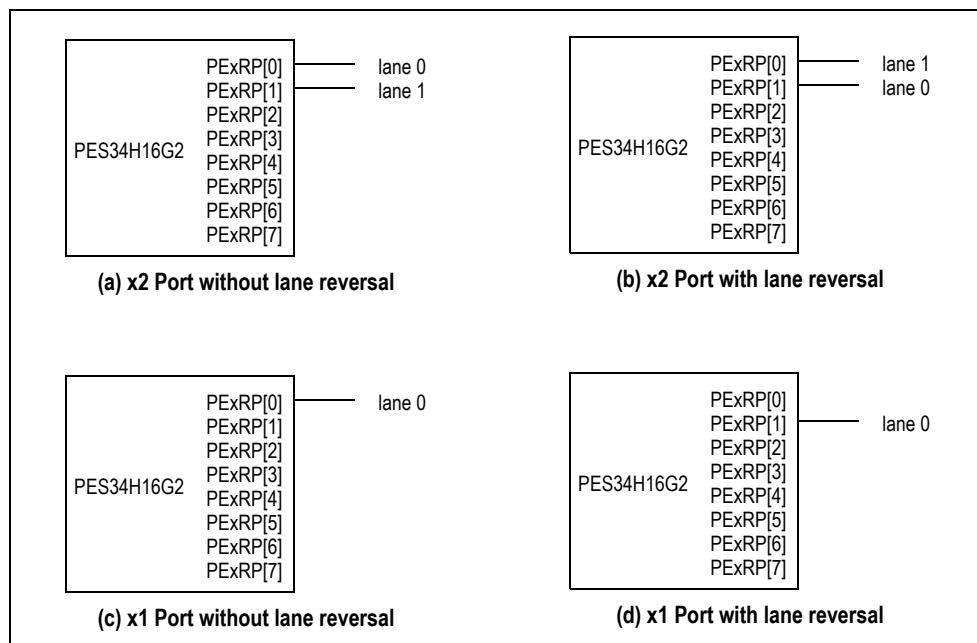 PExRP[0] lane 0
PExRP[1] lane 1
PExRP[2]
PExRP[3]
PES34H16G2
PExRP[4]
PExRP[5]
PExRP[6]
PExRP[7]
(a) x2 Port without lane reversal
PExRP[0] lane 1
PExRP[1] lane 0
PExRP[2]
PExRP[3]
PES34H16G2
PExRP[4]
PExRP[5]
PExRP[6]
PExRP[7]
(b) x2 Port with lane reversal
PExRP[0] lane 0
PExRP[1]
PExRP[2]
PExRP[3]
PES34H16G2
PExRP[4]
PExRP[5]
PExRP[6]
PExRP[7]
(c) x1 Port without lane reversal
PExRP[0]
PExRP[1] lane 0
PExRP[2]
PExRP[3]
PES34H16G2
PExRP[4]
PExRP[5]
PExRP[6]
PExRP[7]
(d) x1 Port with lane reversal